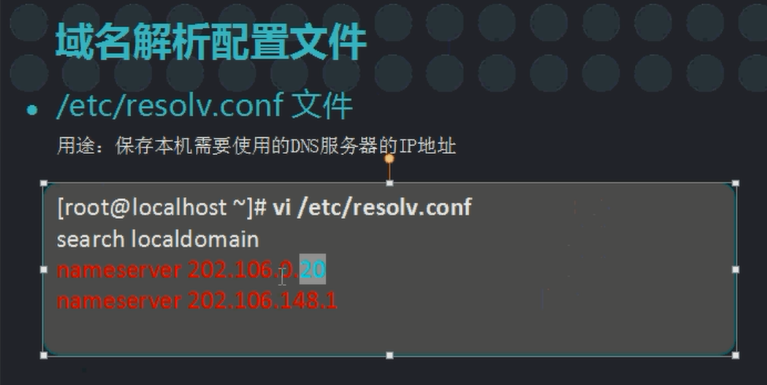 域名解析配置文件
/etc/resolv.conf 文件
用途：保存本机需要使用的DNS服务器的IP地址
[root@localhost ~]# vi /etc/resolv.conf
search localdomain
nameserver 202.106.0.20
nameserver 202.106.148.1